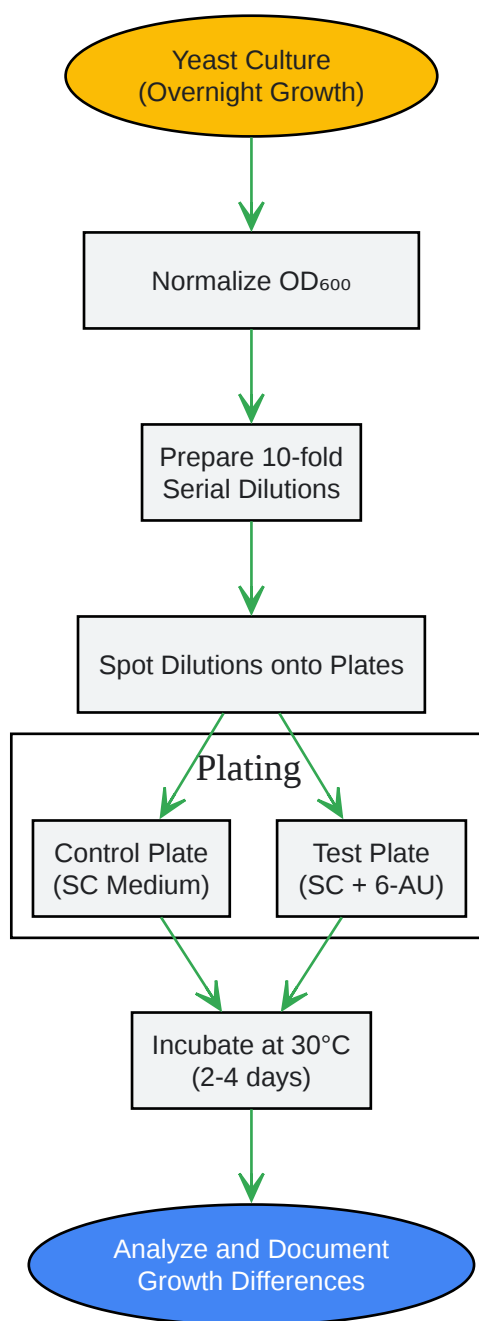 Yeast Culture
(Overnight Growth)
Normalize OD₆₀₀
Prepare 10-fold
Serial Dilutions
Spot Dilutions onto Plates
Plating
Control Plate
(SC Medium)
Test Plate
(SC + 6-AU)
Incubate at 30°C
(2-4 days)
Analyze and Document
Growth Differences